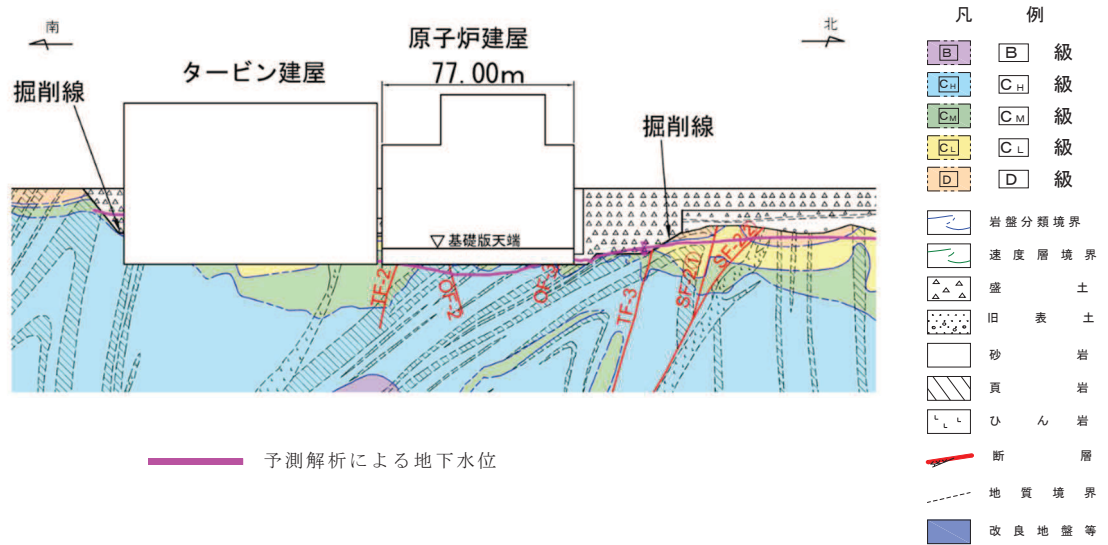 南
北
原子炉建屋
77.00m
タービン建屋
掘削線
掘削線
▽基礎版天端
TF-2
OF-2
OF-3
TF-3
SF-2(1)
SF-2(2)
予測解析による地下水位
凡 例
B B 級
CH CH 級
CM CM 級
CL CL 級
D D 級
岩盤分類境界
速度層境界
盛土
旧表土
砂岩
頁岩
ひん岩
断層
地質境界
改良地盤等